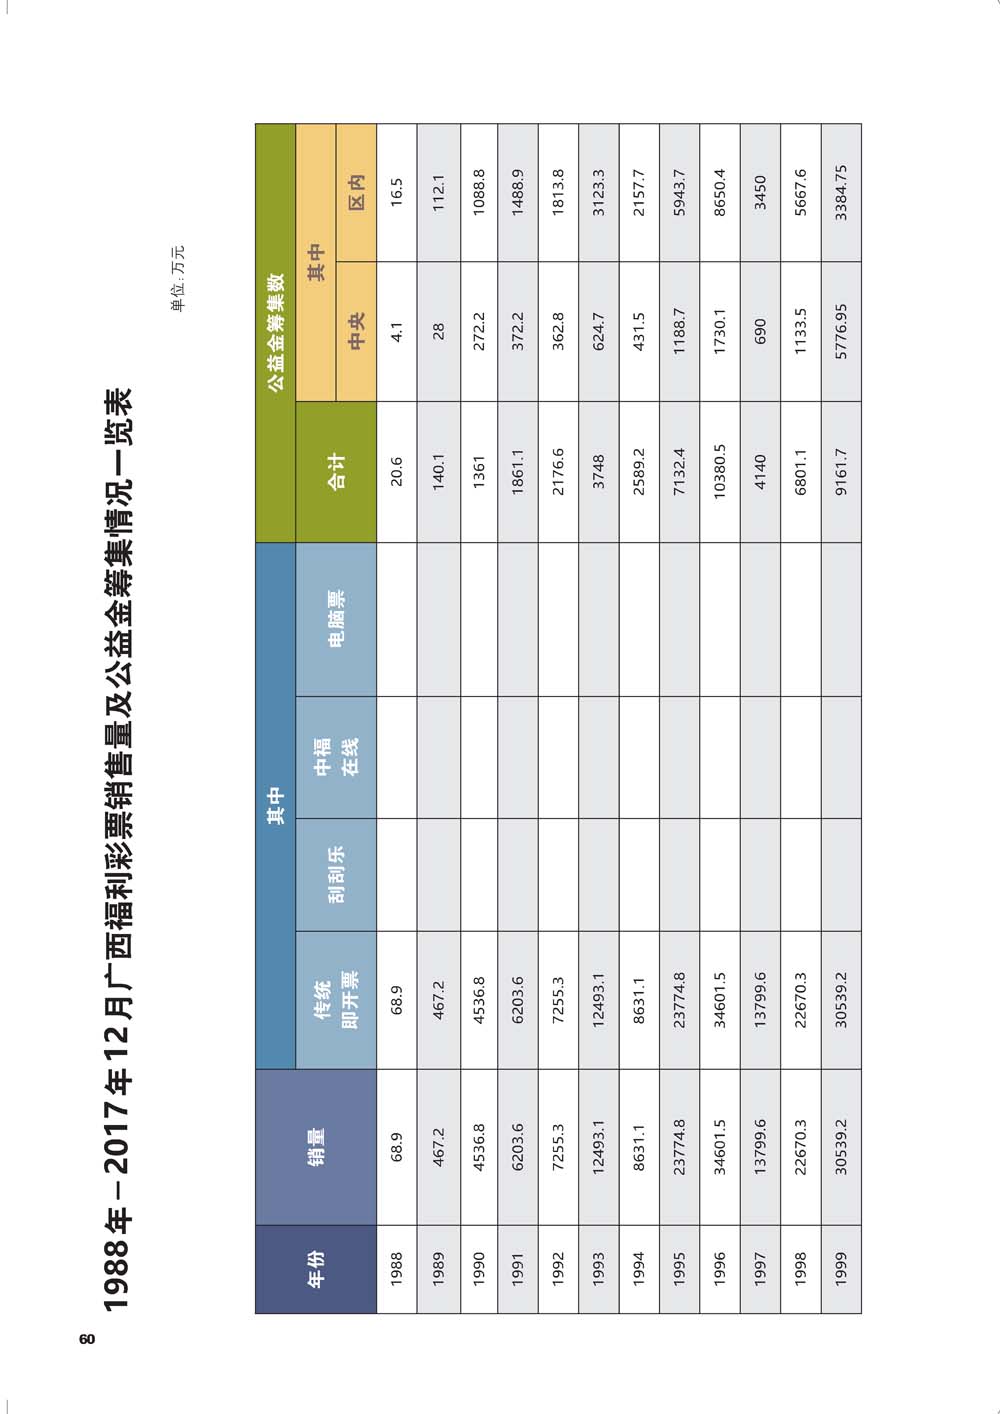 1988年－2017年12月广西福利彩票销售量及公益金筹集情况一览表
单位:万元
年份 销量 其中 公益金筹集数
传统即开票 刮刮乐 中福在线 电脑票 合计 其中
中央 区内
1988 68.9 68.9 20.6 4.1 16.5
1989 467.2 467.2 140.1 28 112.1
1990 4536.8 4536.8 1361 272.2 1088.8
1991 6203.6 6203.6 1861.1 372.2 1488.9
1992 7255.3 7255.3 2176.6 362.8 1813.8
1993 12493.1 12493.1 3748 624.7 3123.3
1994 8631.1 8631.1 2589.2 431.5 2157.7
1995 23774.8 23774.8 7132.4 1188.7 5943.7
1996 34601.5 34601.5 10380.5 1730.1 8650.4
1997 13799.6 13799.6 4140 690 3450
1998 22670.3 22670.3 6801.1 1133.5 5667.6
1999 30539.2 30539.2 9161.7 5776.95 3384.75
60